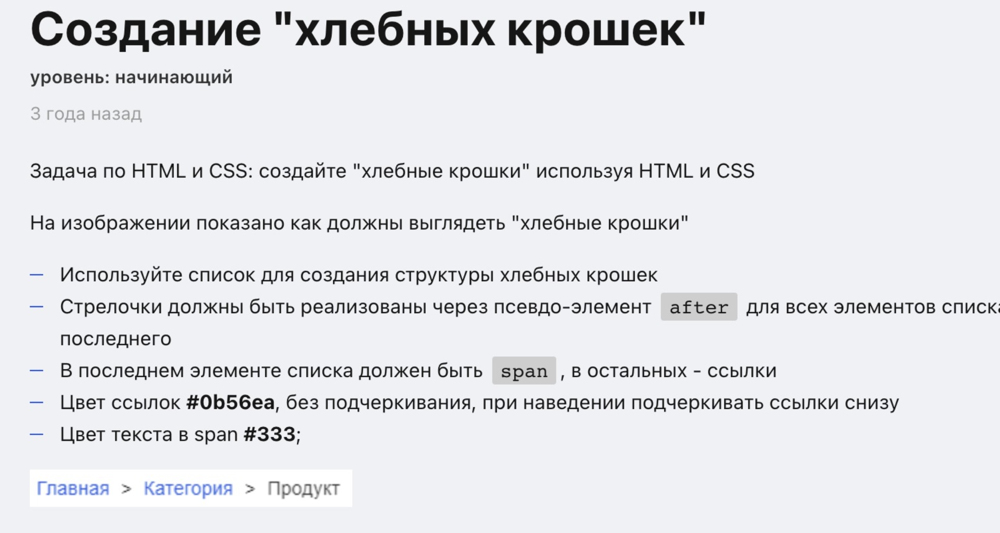 Создание "хлебных крошек"
уровень: начинающий
3 года назад
Задача по HTML и CSS: создайте "хлебные крошки" используя HTML и CSS
На изображении показано как должны выглядеть "хлебные крошки"
— Используйте список для создания структуры хлебных крошек
— Стрелочки должны быть реализованы через псевдо-элемент after для всех элементов
последнего
— В последнем элементе списка должен быть span , в остальных - ссылки
— Цвет ссылок #0b56ea, без подчеркивания, при наведении подчеркивать ссылки снизу
— Цвет текста в span #333;
Главная > Категория > Продукт